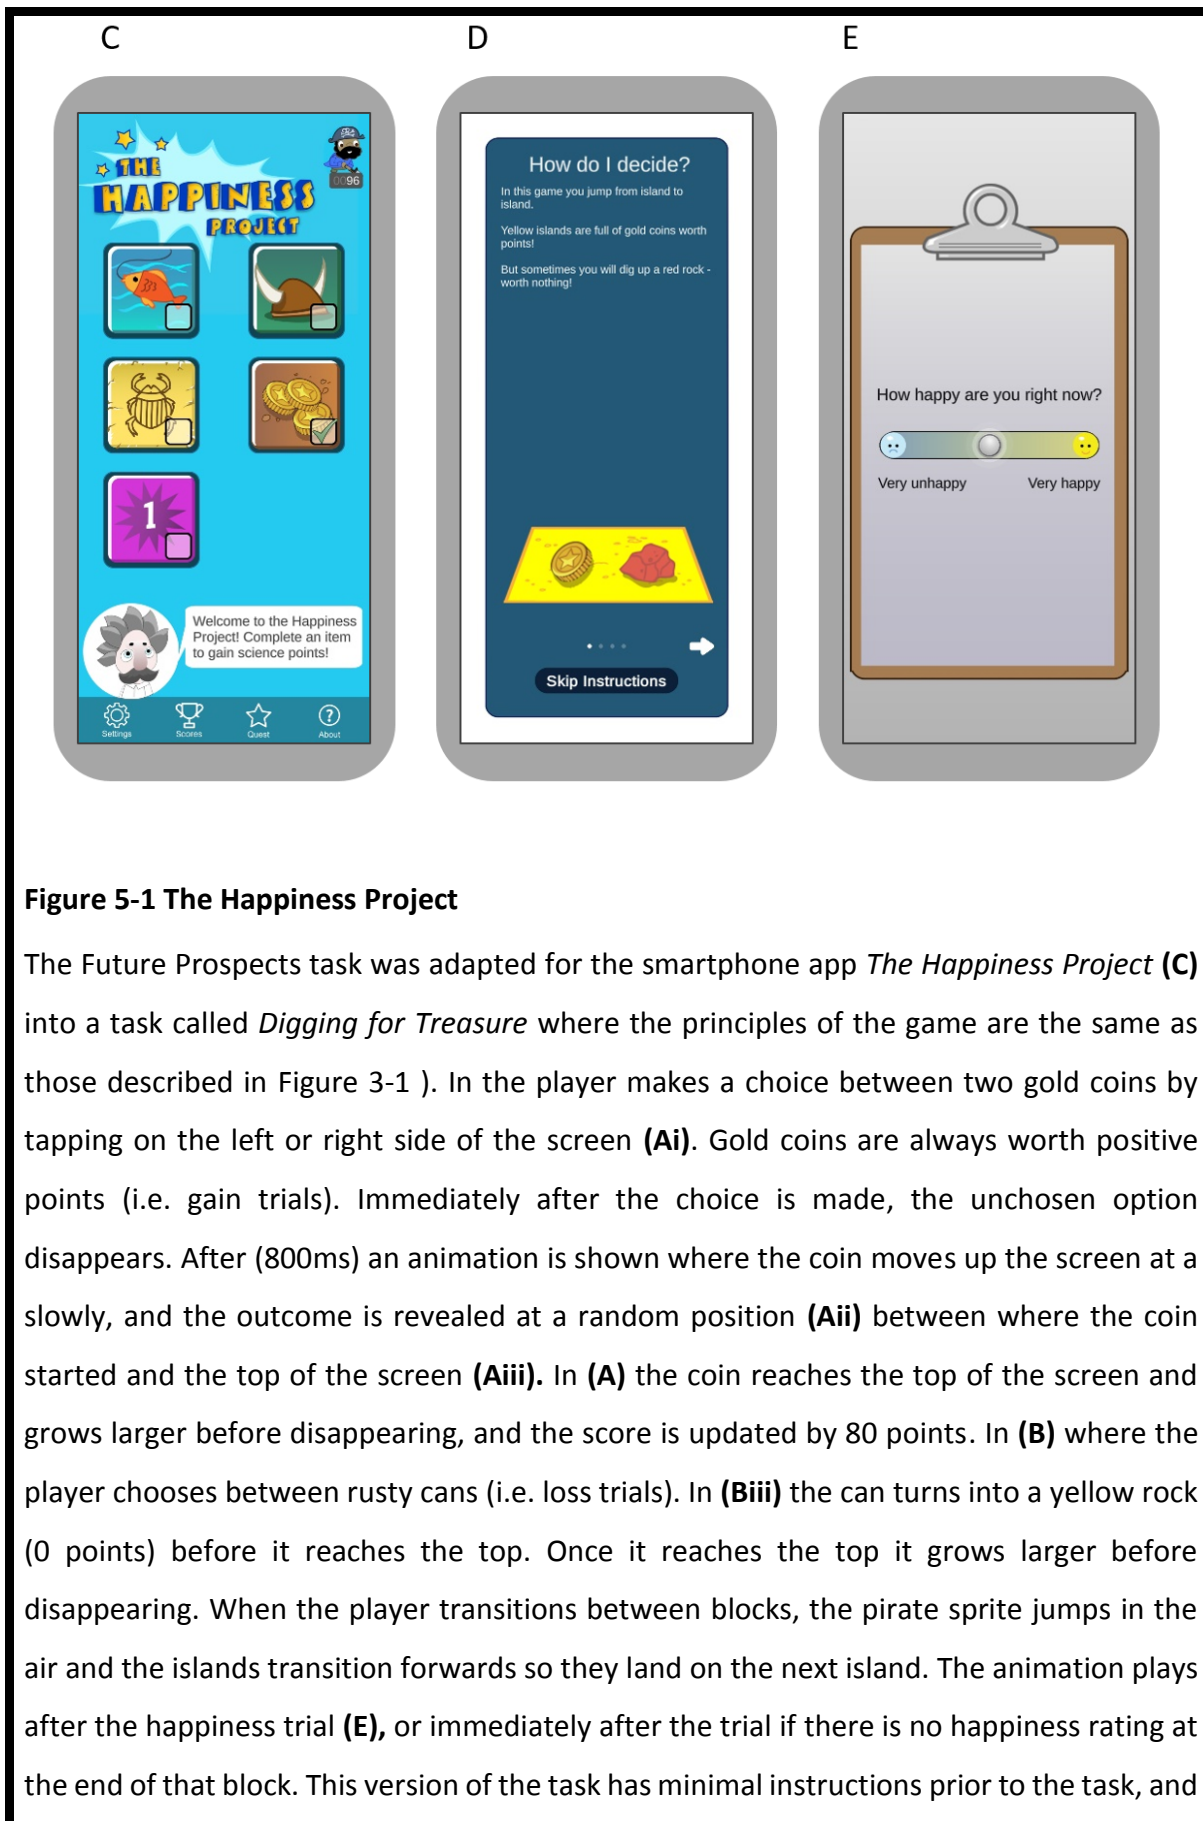 C
D
E
THE
HAPPINESS
PROJECT
0096
1
Welcome to the Happiness
Project! Complete an item
to gain science points!
Settings
Scores
Quest
About
How do I decide?
In this game you jump from island to
island.
Yellow islands are full of gold coins worth
points!
But sometimes you will dig up a red rock -
worth nothing!
Skip Instructions
How happy are you right now?
Very unhappy
Very happy
Figure 5-1 The Happiness Project
The Future Prospects task was adapted for the smartphone app The Happiness Project (C)
into a task called Digging for Treasure where the principles of the game are the same as
those described in Figure 3-1 ). In the player makes a choice between two gold coins by
tapping on the left or right side of the screen (Ai). Gold coins are always worth positive
points (i.e. gain trials). Immediately after the choice is made, the unchosen option
disappears. After (800ms) an animation is shown where the coin moves up the screen at a
slowly, and the outcome is revealed at a random position (Aii) between where the coin
started and the top of the screen (Aiii). In (A) the coin reaches the top of the screen and
grows larger before disappearing, and the score is updated by 80 points. In (B) where the
player chooses between rusty cans (i.e. loss trials). In (Biii) the can turns into a yellow rock
(0 points) before it reaches the top. Once it reaches the top it grows larger before
disappearing. When the player transitions between blocks, the pirate sprite jumps in the
air and the islands transition forwards so they land on the next island. The animation plays
after the happiness trial (E), or immediately after the trial if there is no happiness rating at
the end of that block. This version of the task has minimal instructions prior to the task, and